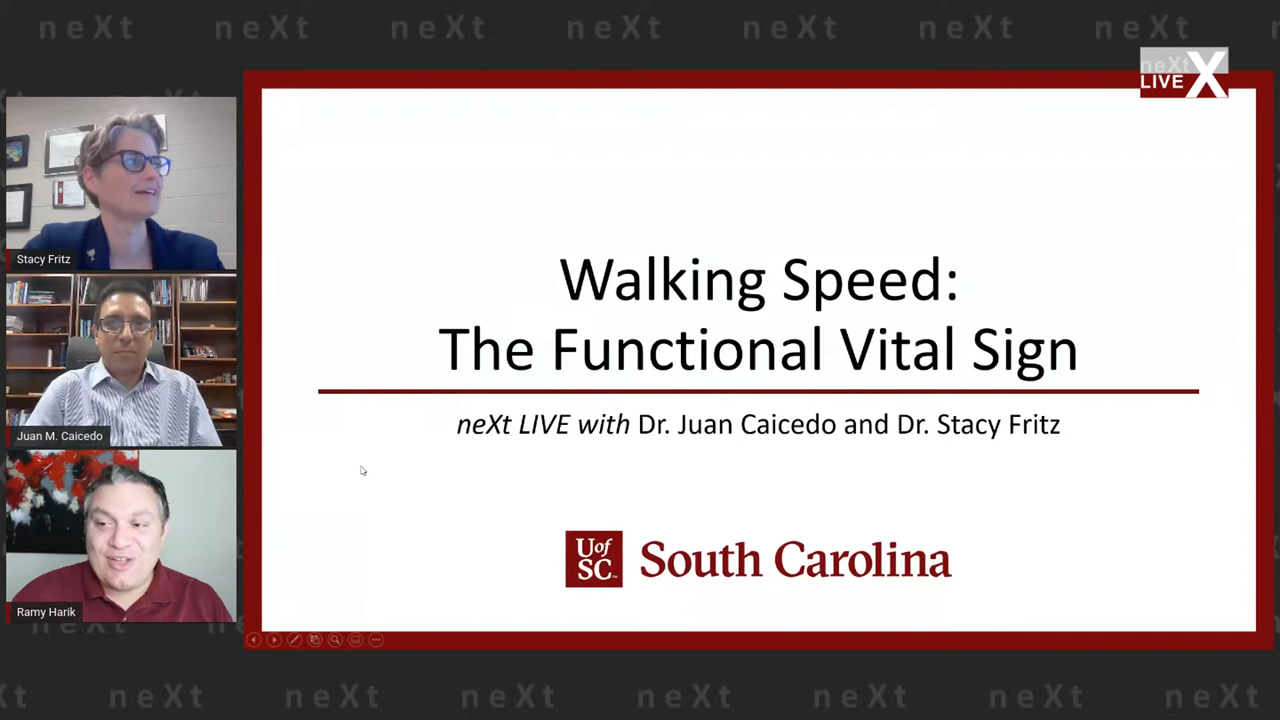 neXt neXt neXt neXt neXt neXt neXt
neXt
LIVE X
Stacy Fritz
Juan M. Caicedo
Ramy Harik
Walking Speed:
The Functional Vital Sign
neXt LIVE with Dr. Juan Caicedo and Dr. Stacy Fritz
UofSC™ South Carolina
neXt neXt neXt neXt neXt neXt